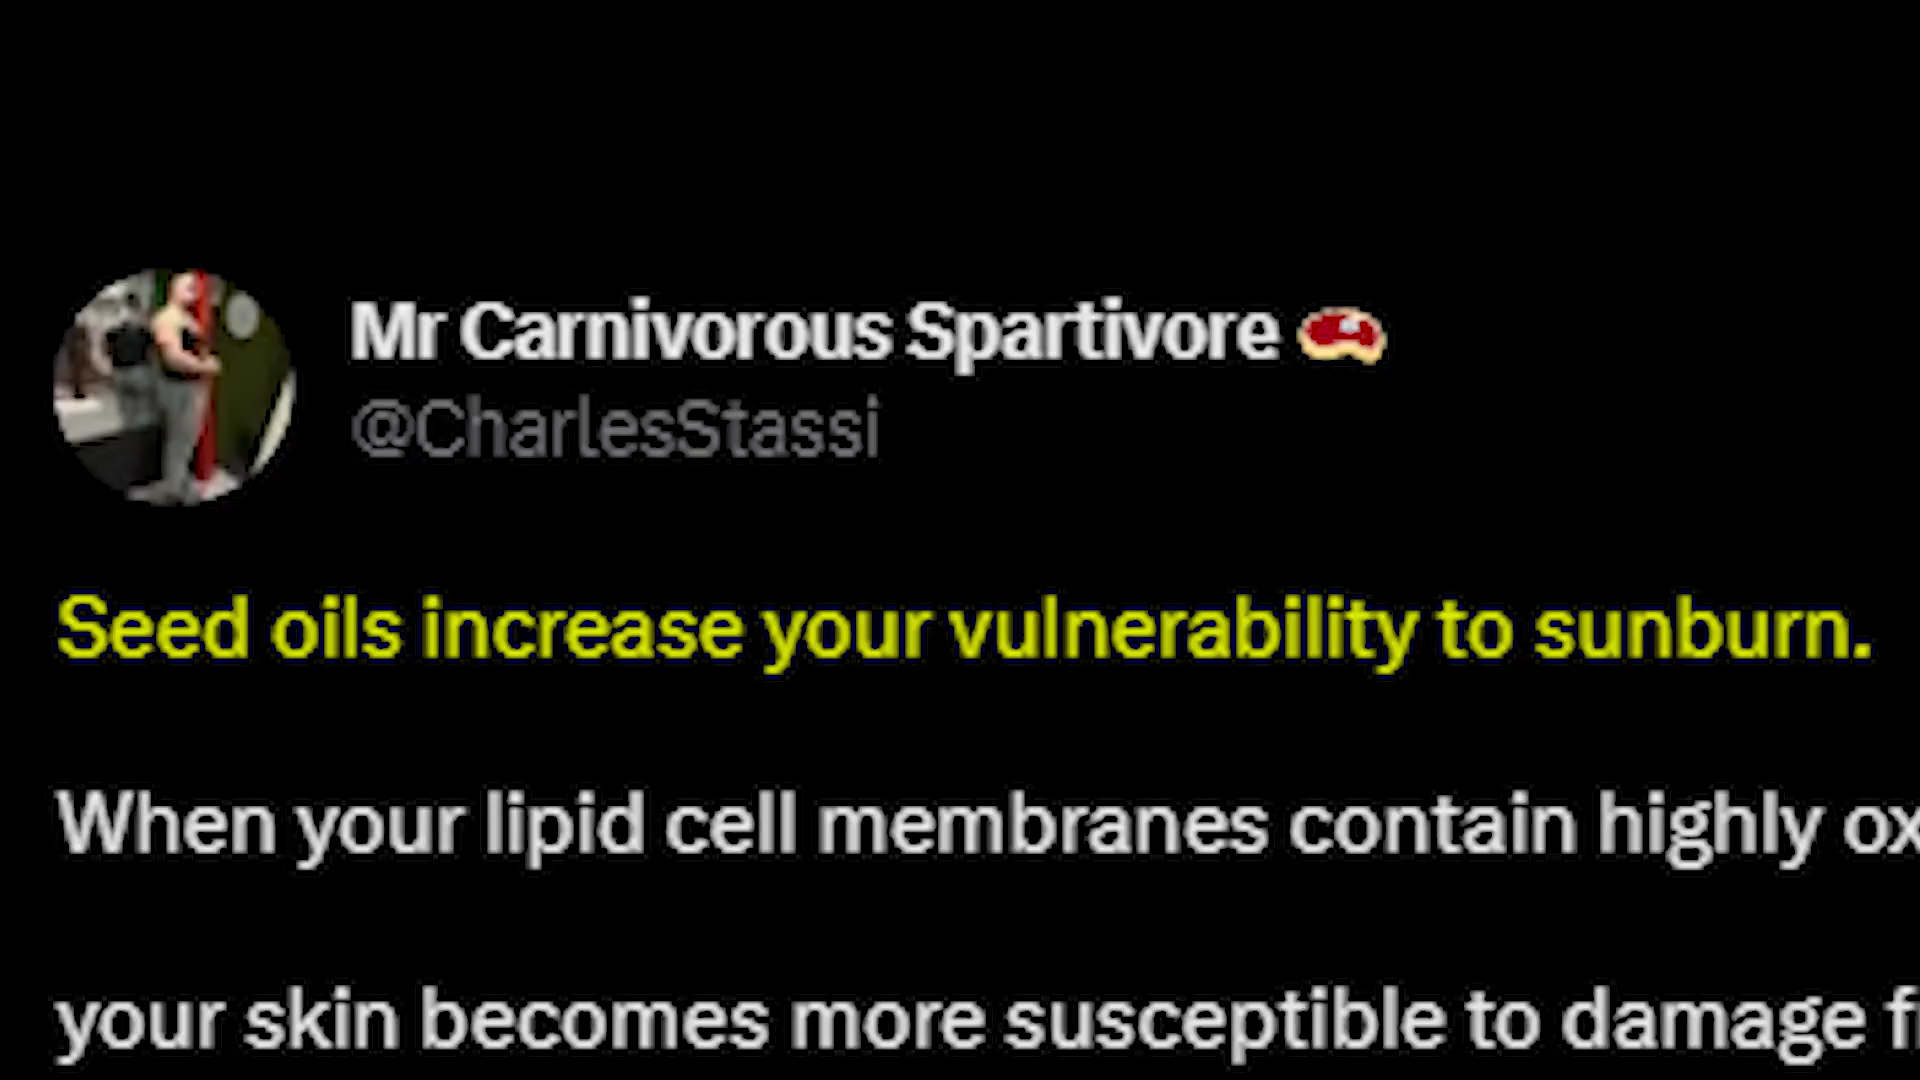 Mr Carnivorous Spartivore 🥩
@CharlesStassi
Seed oils increase your vulnerability to sunburn.
When your lipid cell membranes contain highly
your skin becomes more susceptible to damage